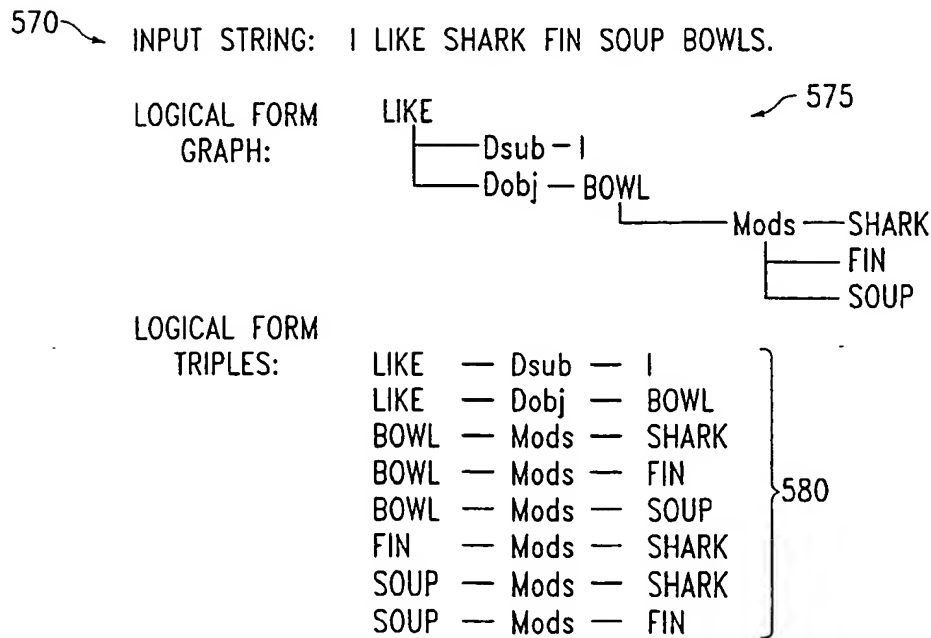 570
INPUT STRING: I LIKE SHARK FIN SOUP BOWLS.
575
LOGICAL FORM GRAPH:
LIKE
Dsub — I
Dobj — BOWL
Mods — SHARK
FIN
SOUP
LOGICAL FORM TRIPLES:
LIKE — Dsub — I
LIKE — Dobj — BOWL
BOWL — Mods — SHARK
BOWL — Mods — FIN
BOWL — Mods — SOUP
FIN — Mods — SHARK
SOUP — Mods — SHARK
SOUP — Mods — FIN
580